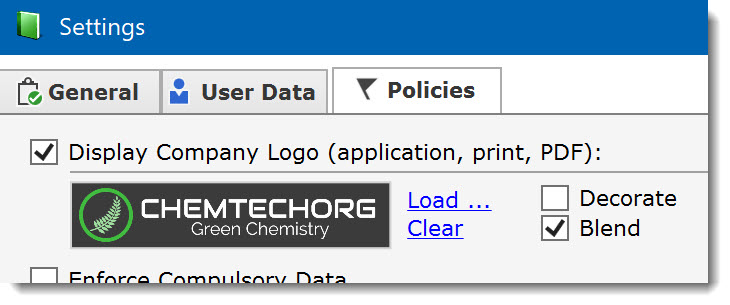 Settings
General User Data Policies
Display Company Logo (application, print, PDF):
CHEMTECHORG Load ... Decorate
Green Chemistry Clear Blend
Enforce Compulsory Data